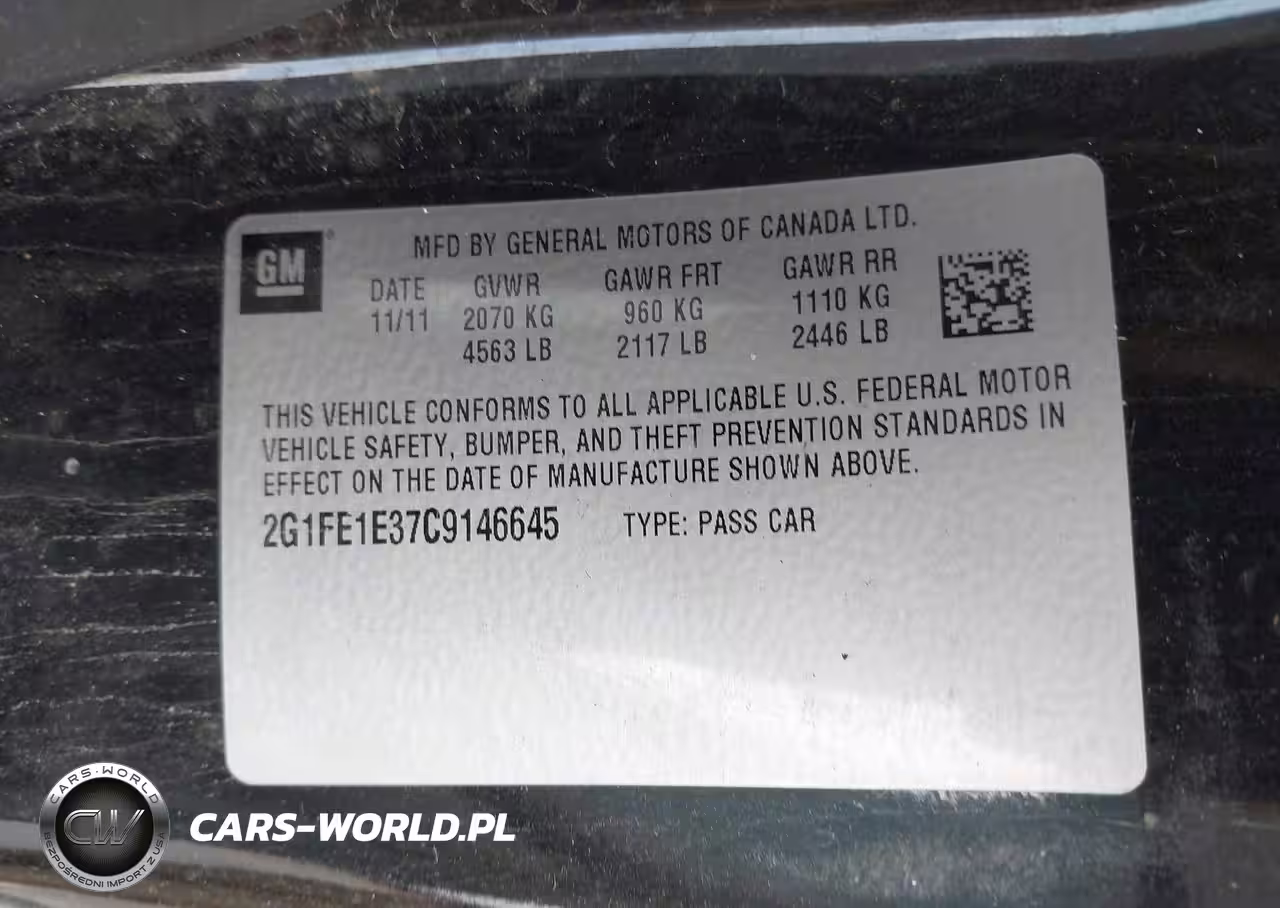 GM
MFD BY GENERAL MOTORS OF CANADA LTD.
DATE GVWR GAWR FRT GAWR RR
11/11 2070 KG 960 KG 1110 KG
4563 LB 2117 LB 2446 LB
THIS VEHICLE CONFORMS TO ALL APPLICABLE U.S. FEDERAL MOTOR
VEHICLE SAFETY, BUMPER, AND THEFT PREVENTION STANDARDS IN
EFFECT ON THE DATE OF MANUFACTURE SHOWN ABOVE.
2G1FE1E37C9146645 TYPE: PASS CAR
CARS-WORLD
CW
BEZPOŚREDNI IMPORT Z USA
CARS-WORLD.PL